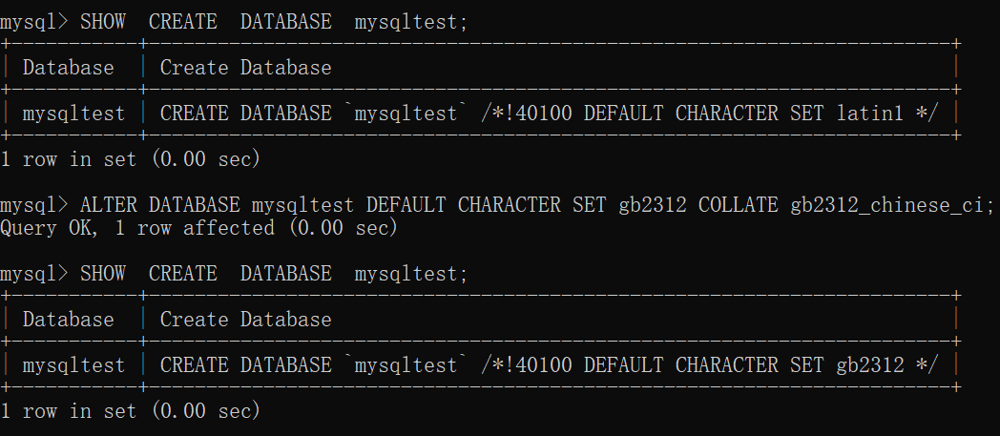 mysql> SHOW  CREATE  DATABASE  mysqltest;
+-----------+----------------------------------------------------------------------+
| Database  | Create Database                                                      |
+-----------+----------------------------------------------------------------------+
| mysqltest | CREATE DATABASE `mysqltest` /*!40100 DEFAULT CHARACTER SET latin1 */ |
+-----------+----------------------------------------------------------------------+
1 row in set (0.00 sec)
mysql> ALTER DATABASE mysqltest DEFAULT CHARACTER SET gb2312 COLLATE gb2312_chinese_ci;
Query OK, 1 row affected (0.00 sec)
mysql> SHOW  CREATE  DATABASE  mysqltest;
+-----------+----------------------------------------------------------------------+
| Database  | Create Database                                                      |
+-----------+----------------------------------------------------------------------+
| mysqltest | CREATE DATABASE `mysqltest` /*!40100 DEFAULT CHARACTER SET gb2312 */ |
+-----------+----------------------------------------------------------------------+
1 row in set (0.00 sec)